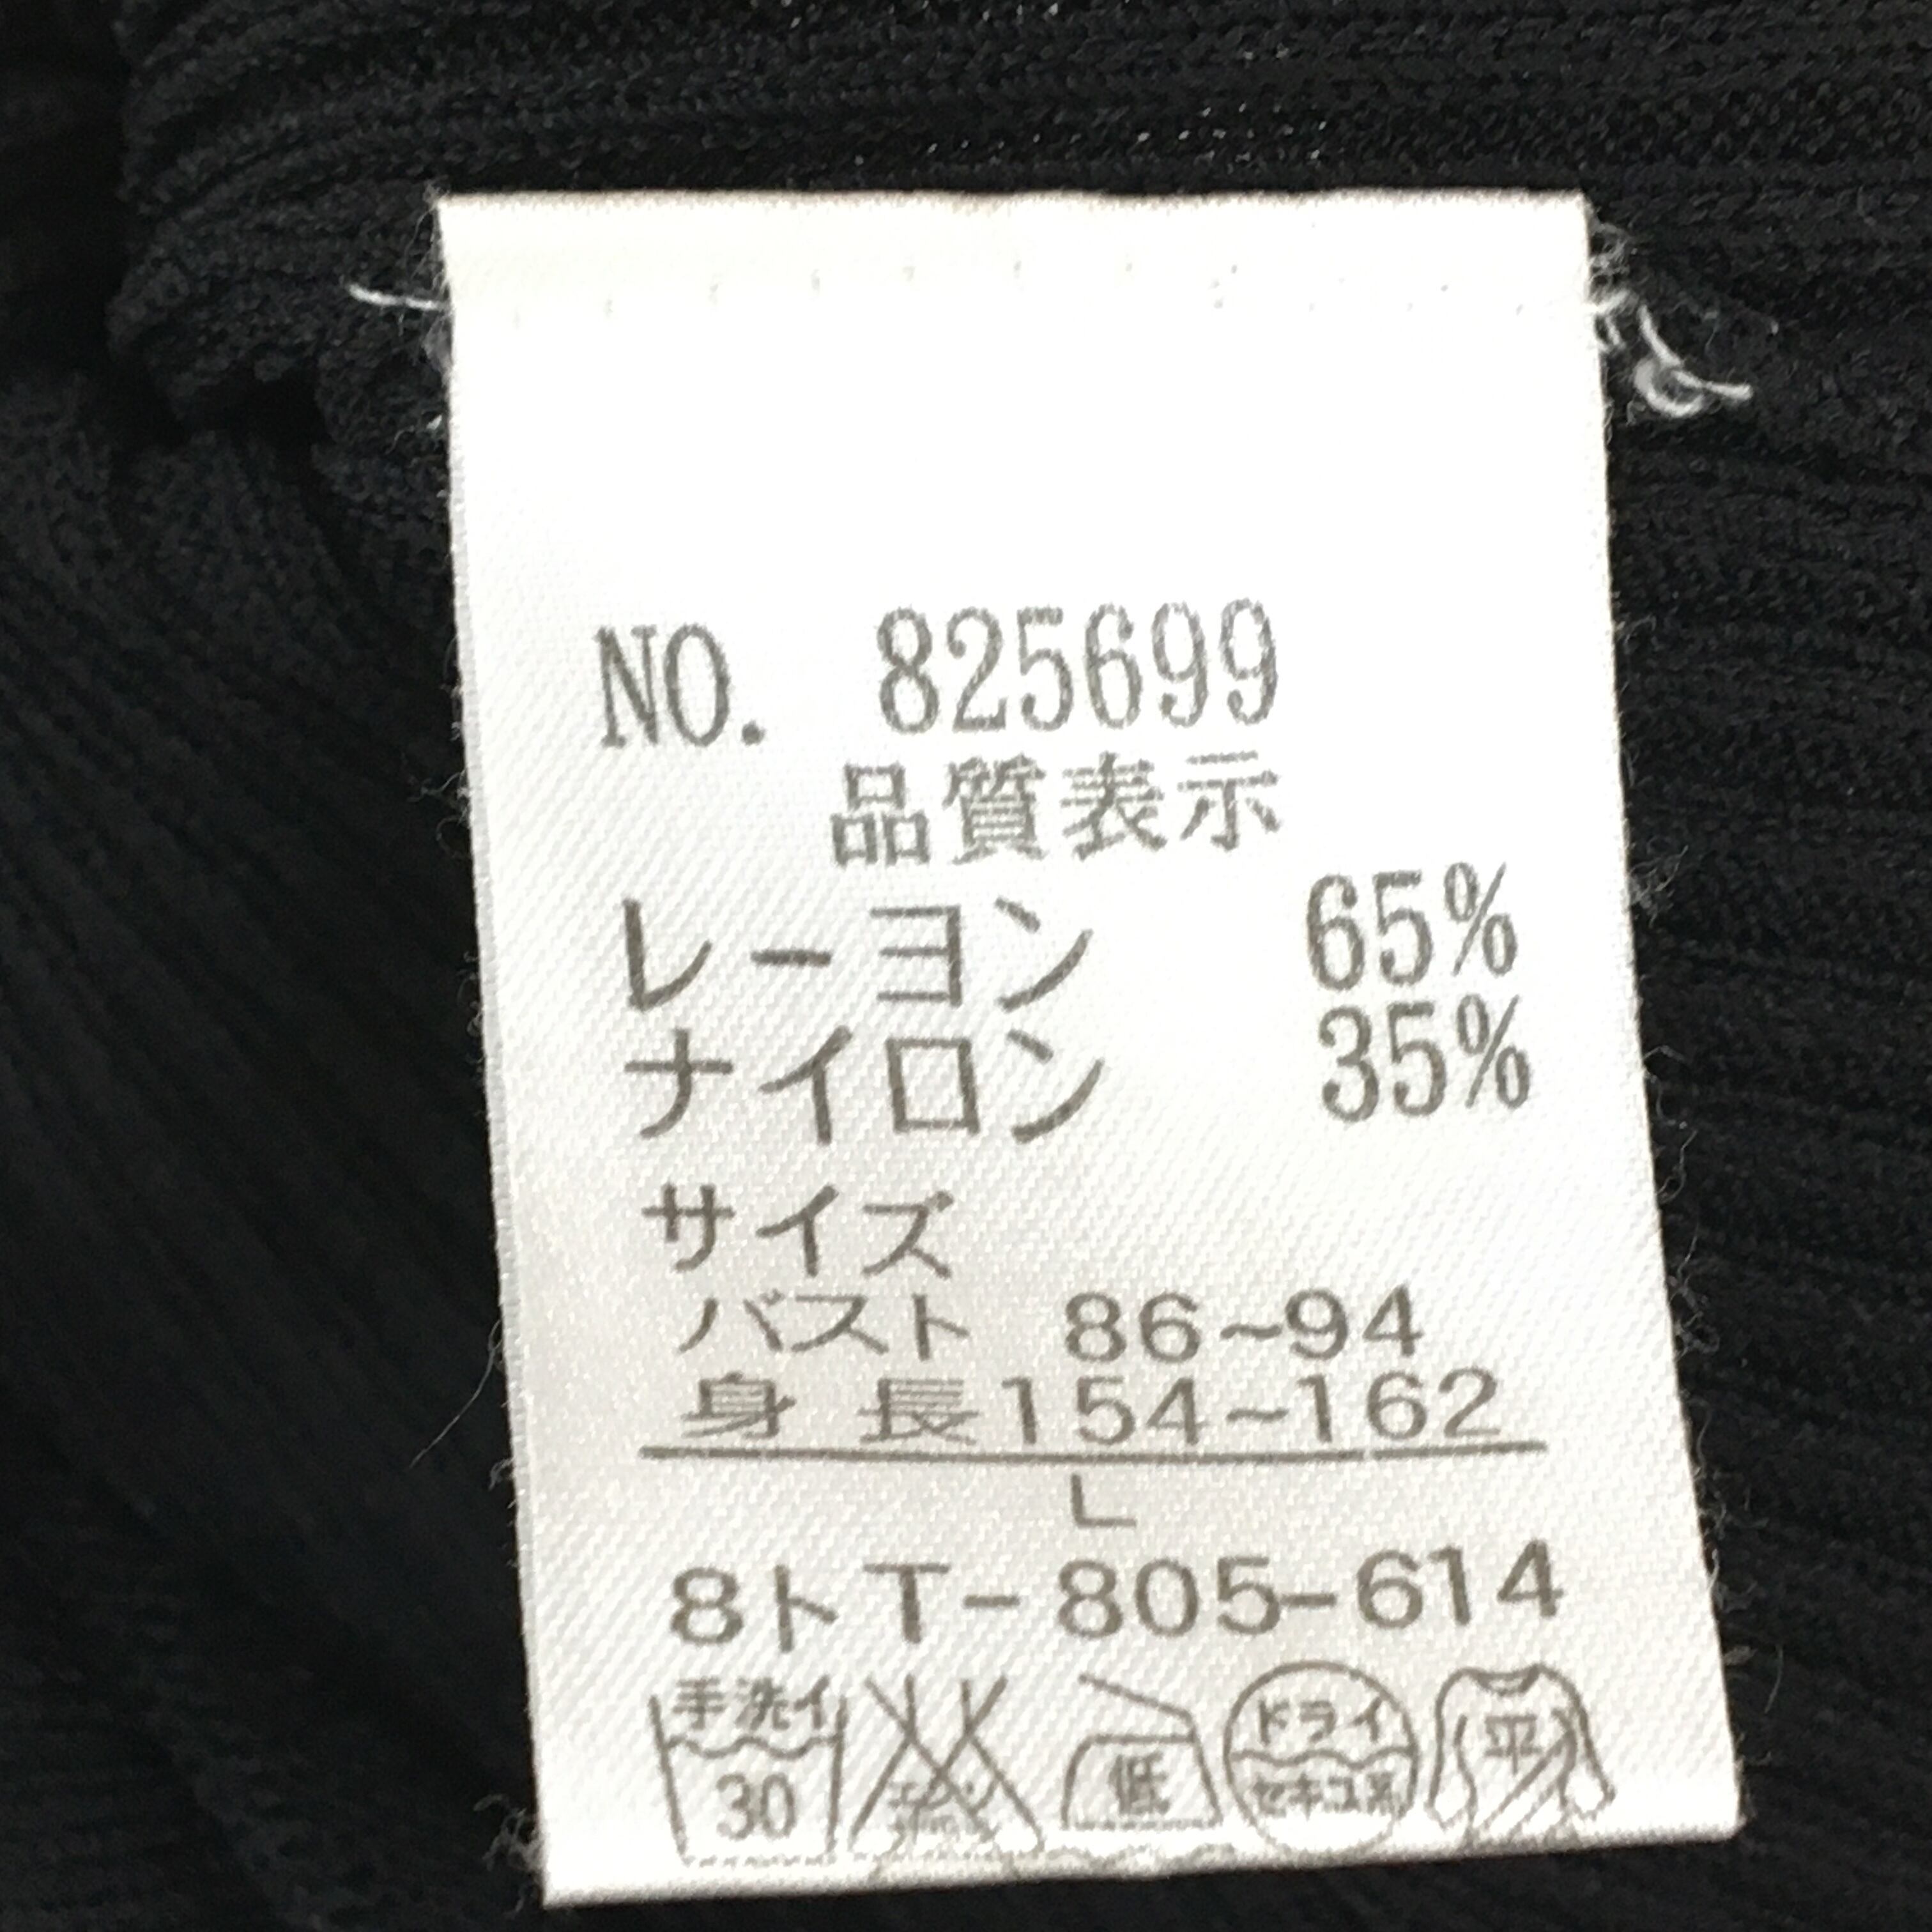 NO. 825699
品質表示
レーヨン 65%
ナイロン 35%
サイズ
バスト 86~94
身長154~162
L
8トT-805-614
手洗イ
30
低
ドライ
セキユ系
平